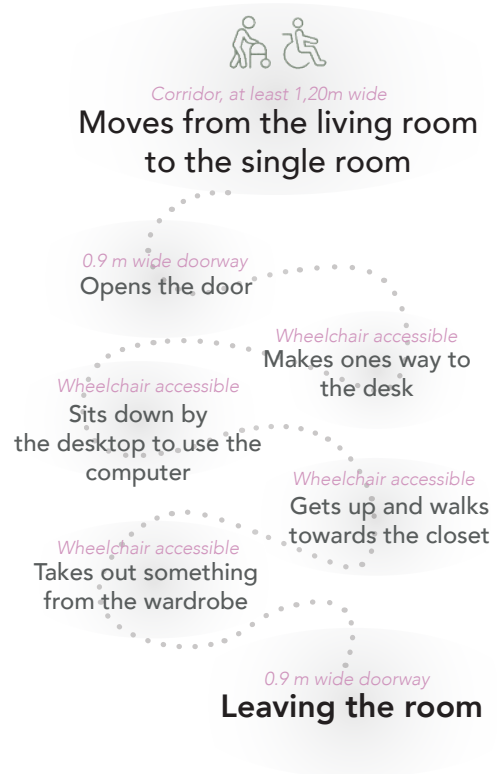 Corridor, at least 1,20m wide
Moves from the living room
to the single room
0.9 m wide doorway
Opens the door
Wheelchair accessible
Makes ones way to
the desk
Wheelchair accessible
Sits down by
the desktop to use the
computer
Wheelchair accessible
Gets up and walks
towards the closet
Wheelchair accessible
Takes out something
from the wardrobe
0.9 m wide doorway
Leaving the room